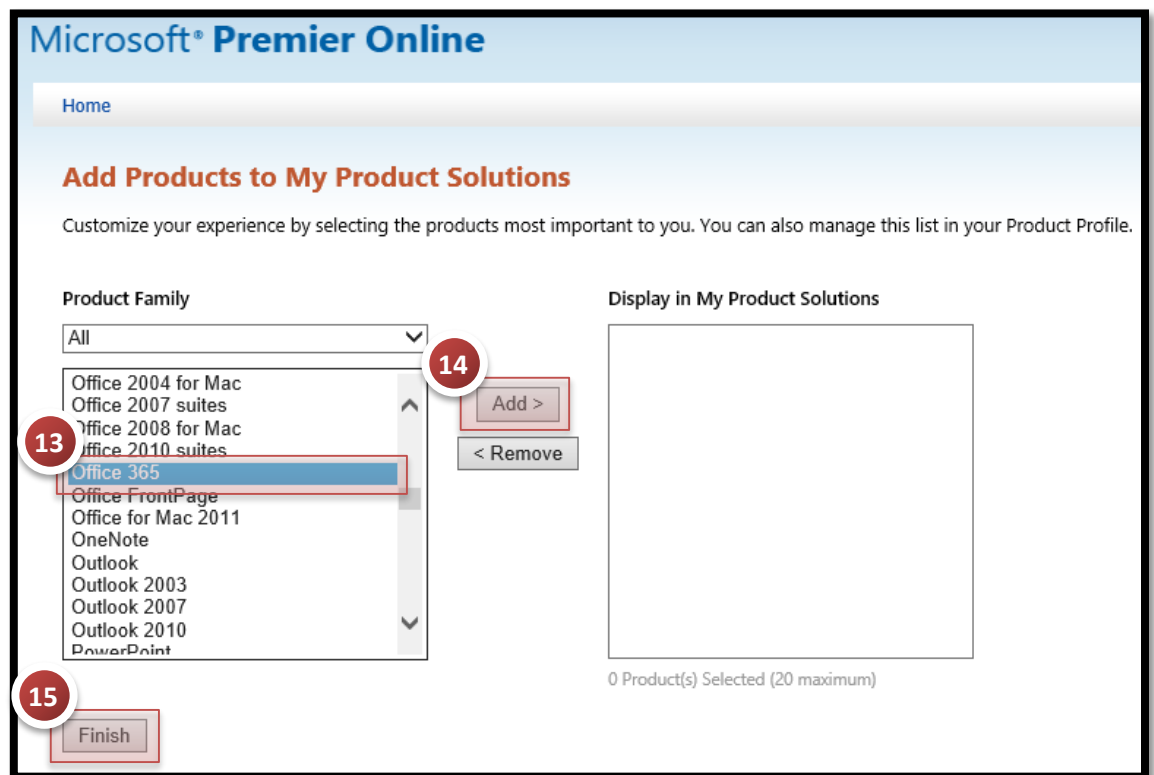 Microsoft® Premier Online
Home
Add Products to My Product Solutions
Customize your experience by selecting the products most important to you. You can also manage this list in your Product Profile.
Product Family
Display in My Product Solutions
All
14
Office 2004 for Mac
Office 2007 suites
Office 2008 for Mac
Office 2010 suites
Office 365
Office FrontPage
Office for Mac 2011
OneNote
Outlook
Outlook 2003
Outlook 2007
Outlook 2010
PowerPoint
13
Add >
< Remove
0 Product(s) Selected (20 maximum)
15
Finish